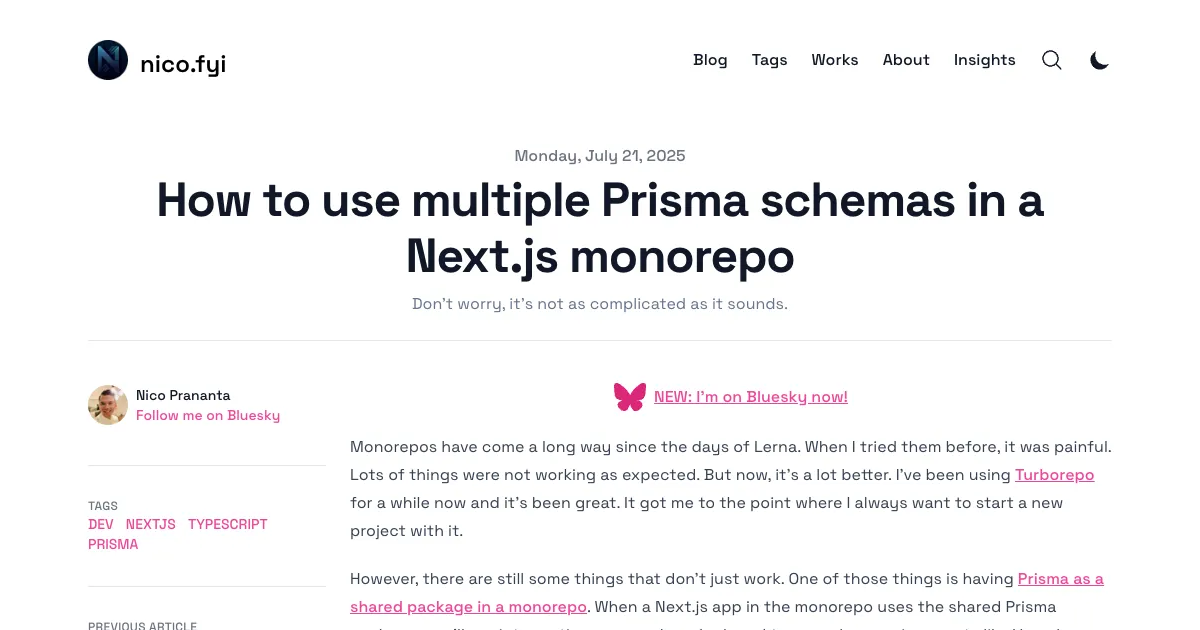 nico.fyi
Blog Tags Works About Insights
Monday, July 21, 2025
How to use multiple Prisma schemas in a
Next.js monorepo
Don't worry, it's not as complicated as it sounds.
Nico Prananta
Follow me on Bluesky
TAGS
DEV NEXTJS TYPESCRIPT
PRISMA
PREVIOUS ARTICLE
NEW: I'm on Bluesky now!
Monorepos have come a long way since the days of Lerna. When I tried them before, it was painful.
Lots of things were not working as expected. But now, it's a lot better. I've been using Turborepo
for a while now and it's been great. It got me to the point where I always want to start a new
project with it.
However, there are still some things that don't just work. One of those things is having Prisma as a
shared package in a monorepo. When a Next.js app in the monorepo uses the shared Prisma